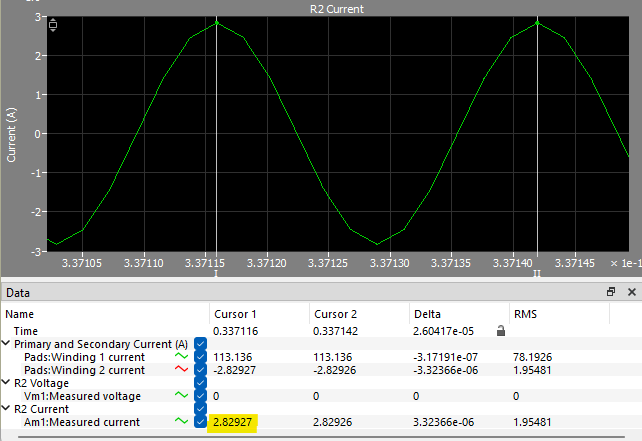 R2 Current
3
2
1
0
-1
-2
-3
Current (A)
3.37105 3.37110 3.37115 3.37120 3.37125 3.37130 3.37135 3.37140 3.37145 × 1e-1
I II
Data
Name Cursor 1 Cursor 2 Delta RMS
Time 0.337116 0.337142 2.60417e-05
Primary and Secondary Current (A)
Pads:Winding 1 current 113.136 113.136 -3.17191e-07 78.1926
Pads:Winding 2 current -2.82927 -2.82926 -3.32366e-06 1.95481
R2 Voltage
Vm1:Measured voltage 0 0 0 0
R2 Current
Am1:Measured current 2.82927 2.82926 3.32366e-06 1.95481